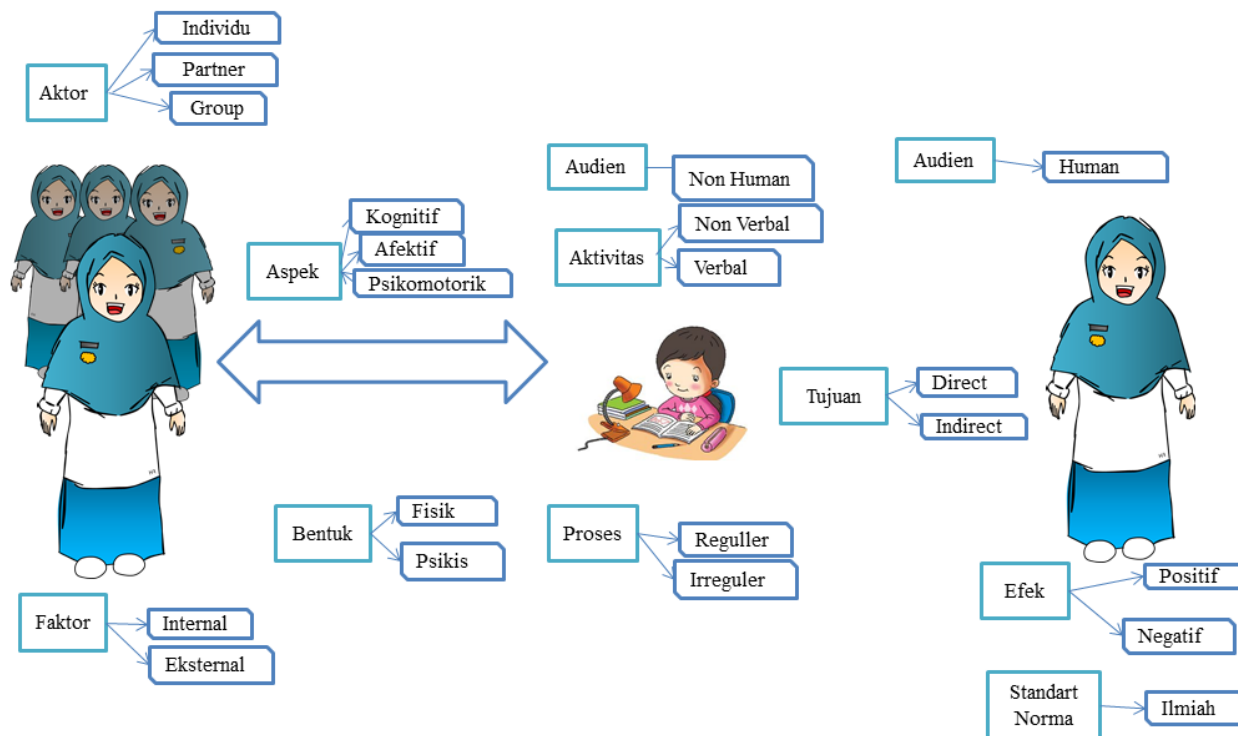 Aktor
Individu
Partner
Group
Audien
Non Human
Audien
Human
Aspek
Kognitif
Afektif
Psikomotorik
Aktivitas
Non Verbal
Verbal
Tujuan
Direct
Indirect
Bentuk
Fisik
Psikis
Proses
Reguller
Irreguler
Faktor
Internal
Eksternal
Efek
Positif
Negatif
Standart
Norma
Ilmiah